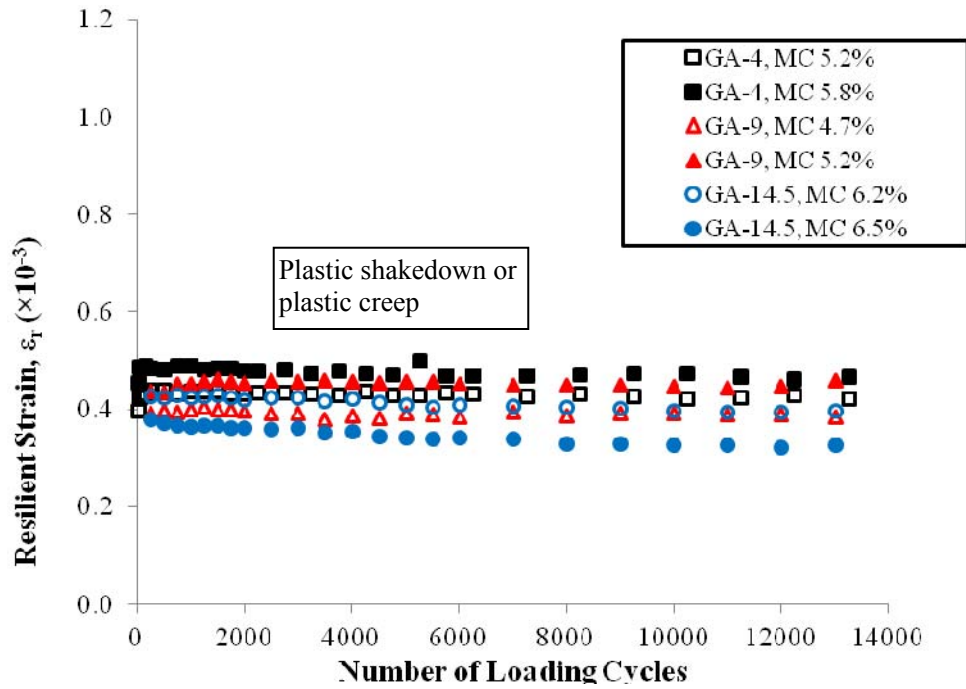 1.2
1.0
0.8
0.6
0.4
0.2
0.0
Resilient Strain, εr (×10⁻³)
GA-4, MC 5.2%
GA-4, MC 5.8%
GA-9, MC 4.7%
GA-9, MC 5.2%
GA-14.5, MC 6.2%
GA-14.5, MC 6.5%
Plastic shakedown or
plastic creep
0 2000 4000 6000 8000 10000 12000 14000
Number of Loading Cycles